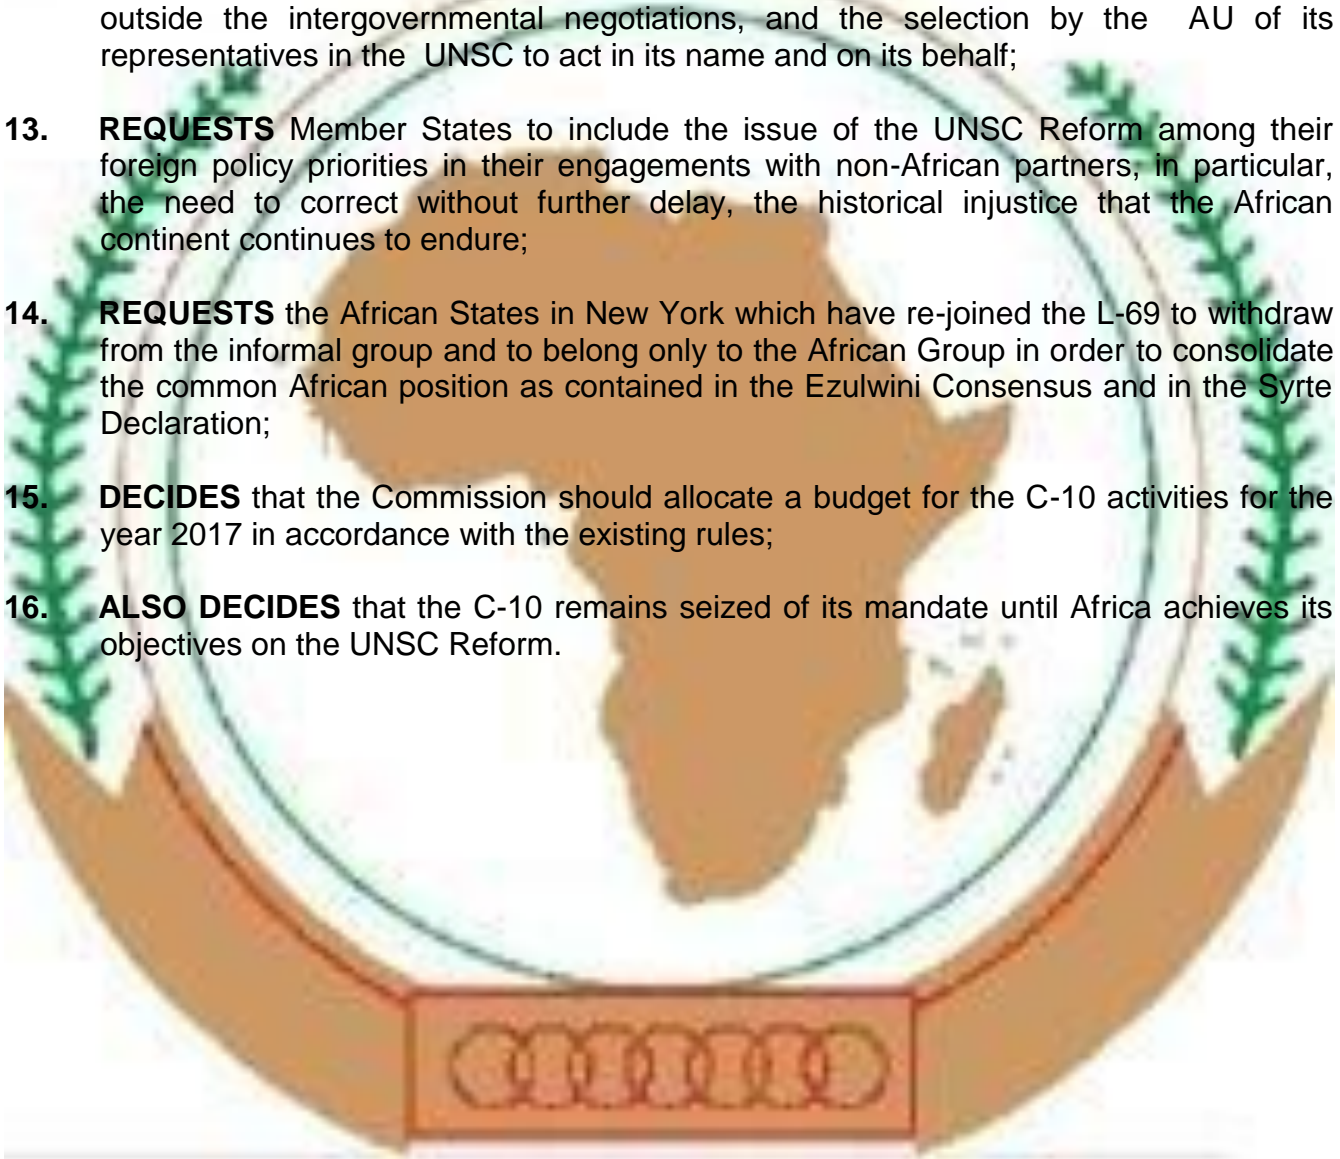 outside the intergovernmental negotiations, and the selection by the AU of its
representatives in the UNSC to act in its name and on its behalf;
13. REQUESTS Member States to include the issue of the UNSC Reform among their
foreign policy priorities in their engagements with non-African partners, in particular,
the need to correct without further delay, the historical injustice that the African
continent continues to endure;
14. REQUESTS the African States in New York which have re-joined the L-69 to withdraw
from the informal group and to belong only to the African Group in order to consolidate
the common African position as contained in the Ezulwini Consensus and in the Syrte
Declaration;
15. DECIDES that the Commission should allocate a budget for the C-10 activities for the
year 2017 in accordance with the existing rules;
16. ALSO DECIDES that the C-10 remains seized of its mandate until Africa achieves its
objectives on the UNSC Reform.